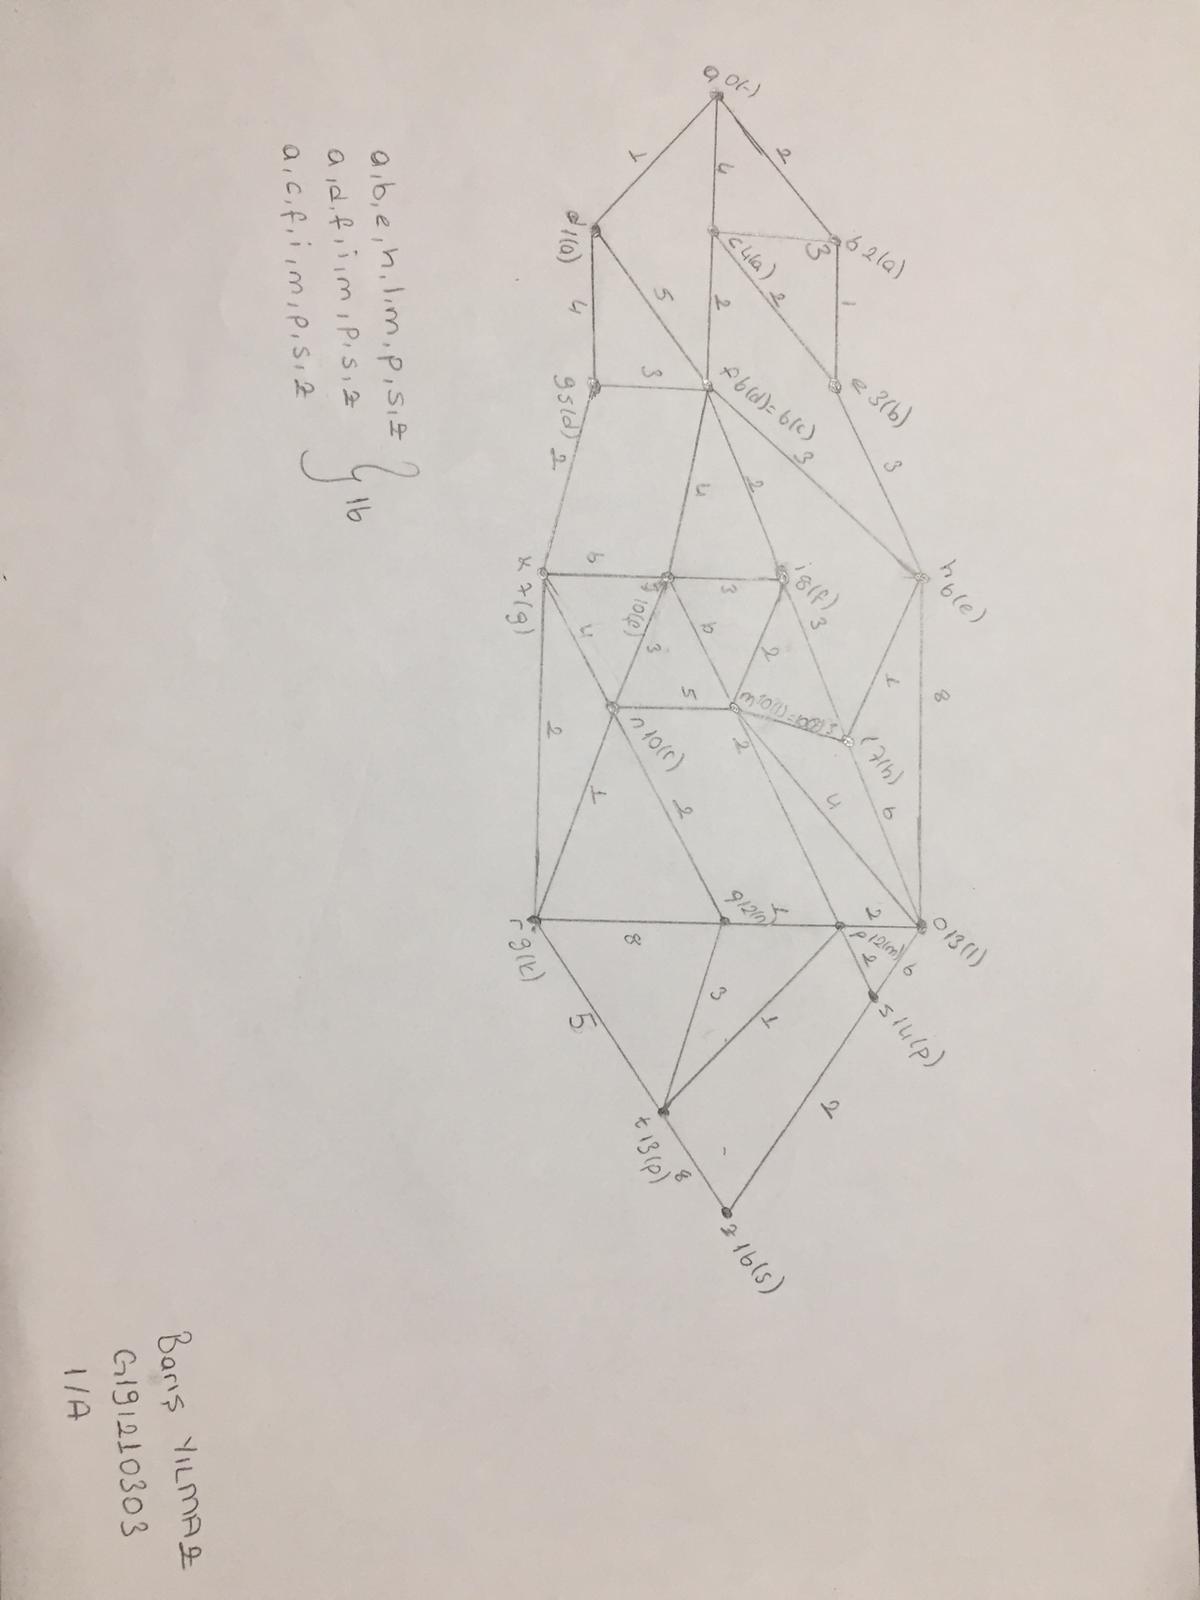 h 6(e)
o 13(l)
8
s 14(p)
b 2(a)
e 3(b)
3
l 7(h)
6
6
2
p 12(m)
2
1
3
i 8(f)
3
4
2
2
3
a 0(-)
4
c 4(a)
2
2
f 6(d)=6(c)
3
2
2
z 16(s)
4
3
6
2
q 12(n)
1
3
5
3
j 10(f)
3
5
n 10(r)
2
8
t 13(p)
1
8
6
4
1
d 1(a)
4
g 5(d)
2
2
5
k 7(g)
r 9(k)
a,b,e,h,l,m,p,s,z
a,d,f,i,m,p,s,z
a,c,f,i,m,p,s,z
16
Barış YILMAZ
G191210303
1/A